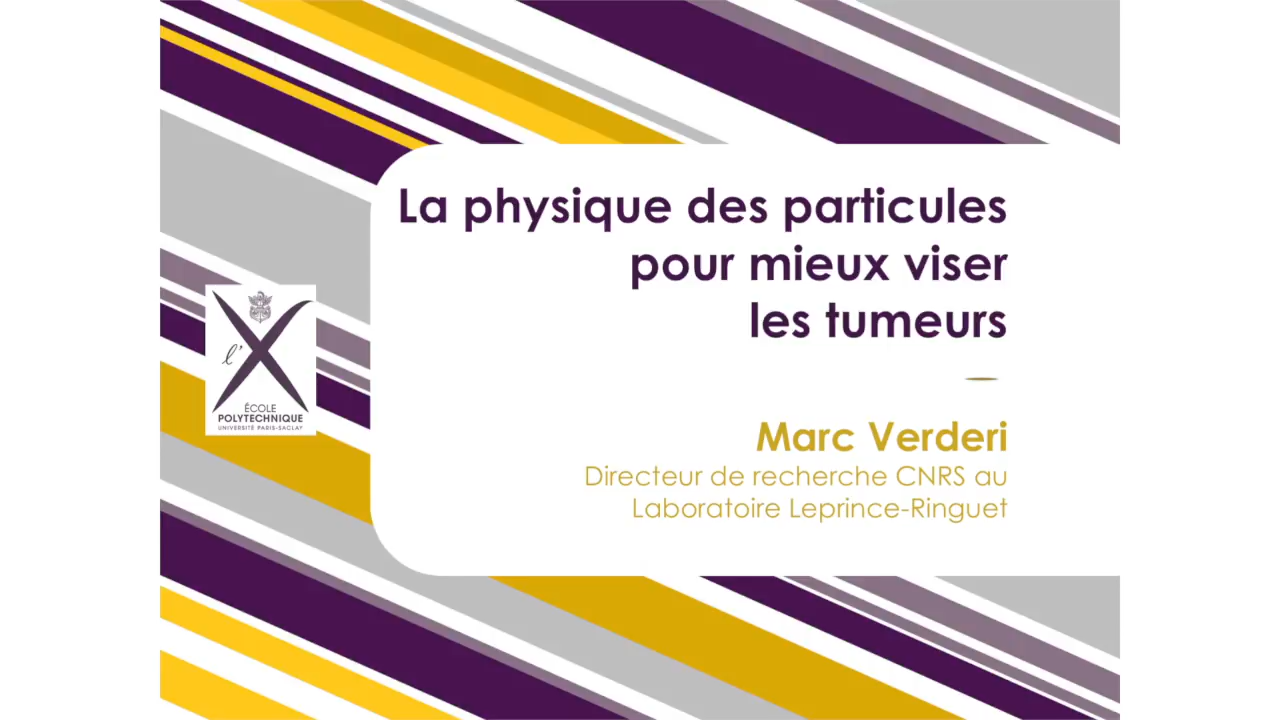 La physique des particules
pour mieux viser
les tumeurs
Marc Verderi
Directeur de recherche CNRS au
Laboratoire Leprince-Ringuet
l'X
ÉCOLE
POLYTECHNIQUE
UNIVERSITÉ PARIS-SACLAY